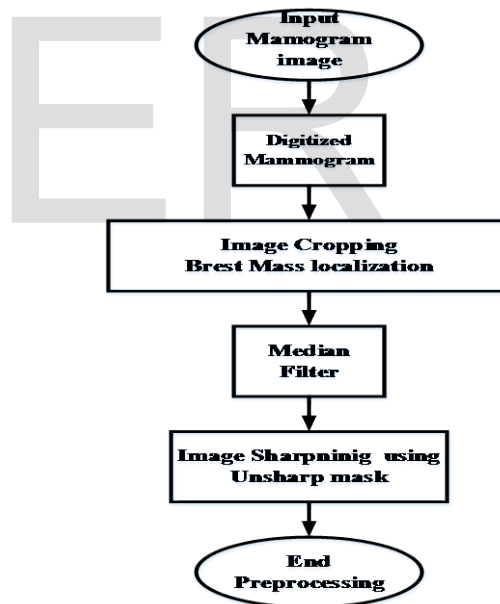 ER
Input
Mamogram
image
Digitized
Mammogram
Image Cropping
Brest Mass localization
Median
Filter
Image Sharpninig using
Unsharp mask
End
Preprocessing